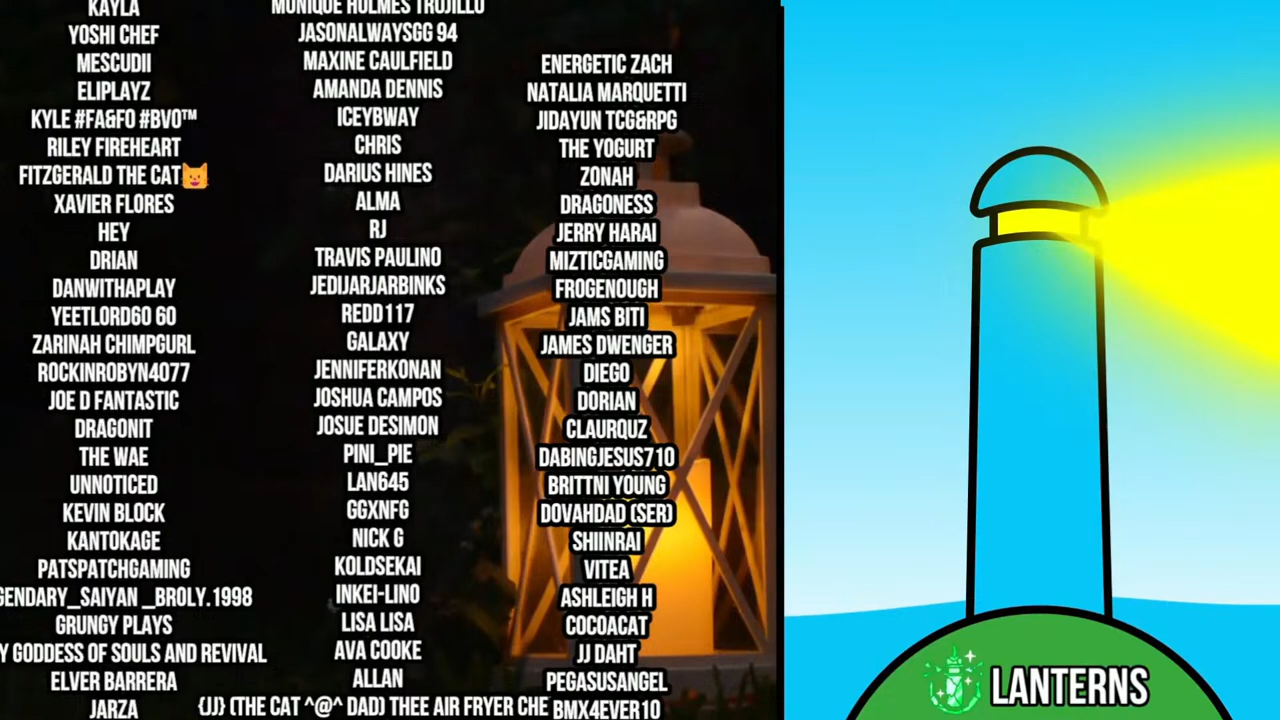 KAYLA
YOSHI CHEF
MESCUDII
ELIPLAYZ
KYLE #FA&FO #BVO™
RILEY FIREHEART
FITZGERALD THE CAT😺
XAVIER FLORES
HEY
DRIAN
DANWITHAPLAY
YEETLORD60 60
ZARINAH CHIMPGURL
ROCKINROBYN4077
JOE D FANTASTIC
DRAGONIT
THE WAE
UNNOTICED
KEVIN BLOCK
KANTOKAGE
PATSPATCHGAMING
GENDARY_SAIYAN _BROLY.1998
GRUNGY PLAYS
Y GODDESS OF SOULS AND REVIVAL
ELVER BARRERA
JARZA
MONIQUE HOLMES TRUJILLO
JASONALWAYSGG 94
MAXINE CAULFIELD
AMANDA DENNIS
ICEYBWAY
CHRIS
DARIUS HINES
ALMA
RJ
TRAVIS PAULINO
JEDIJARJARBINKS
REDD117
GALAXY
JENNIFERKONAN
JOSHUA CAMPOS
JOSUE DESIMON
PINI_PIE
LAN645
GGXNFG
NICK G
KOLDSEKAI
INKEI-LINO
LISA LISA
AVA COOKE
ALLAN
{JJ} (THE CAT ^@^ DAD) THEE AIR FRYER CHE
ENERGETIC ZACH
NATALIA MARQUETTI
JIDAYUN TCG&RPG
THE YOGURT
ZONAH
DRAGONESS
JERRY HARAI
MIZTICGAMING
FROGENOUGH
JAMS BITI
JAMES DWENGER
DIEGO
DORIAN
CLAURQUZ
DABINGJESUS710
BRITTNI YOUNG
DOVAHDAD (SER)
SHIINRAI
VITEA
ASHLEIGH H
COCOACAT
JJ DAHT
PEGASUSANGEL
BMX4EVER10
LANTERNS